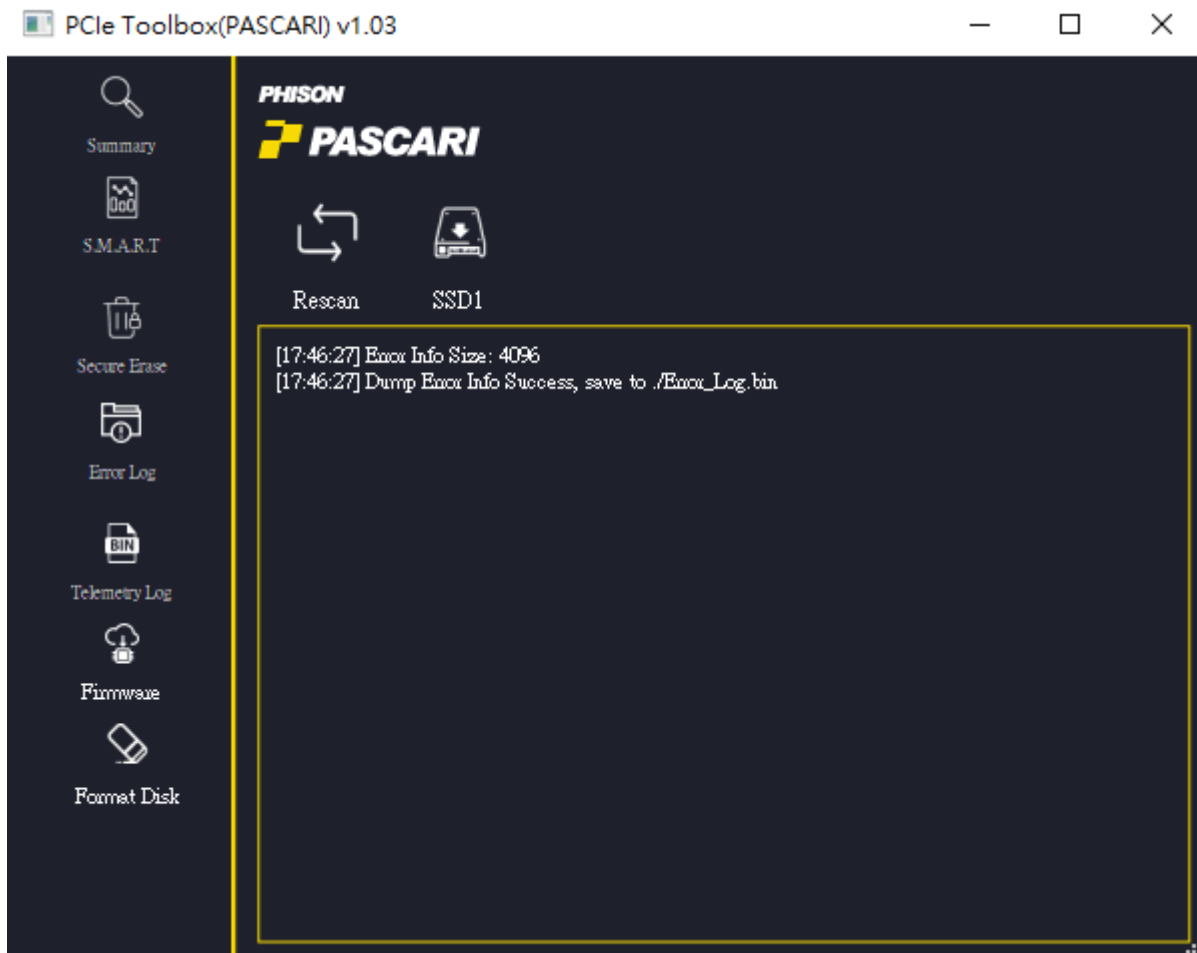 PCIe Toolbox(PASCARI) v1.03
Summary
S.M.A.R.T
Secure Erase
Error Log
BIN
Telemetry Log
Firmware
Format Disk
PHISON
PASCARI
Rescan
SSD1
[17:46:27] Error Info Size: 4096
[17:46:27] Dump Error Info Success, save to ./Error_Log.bin